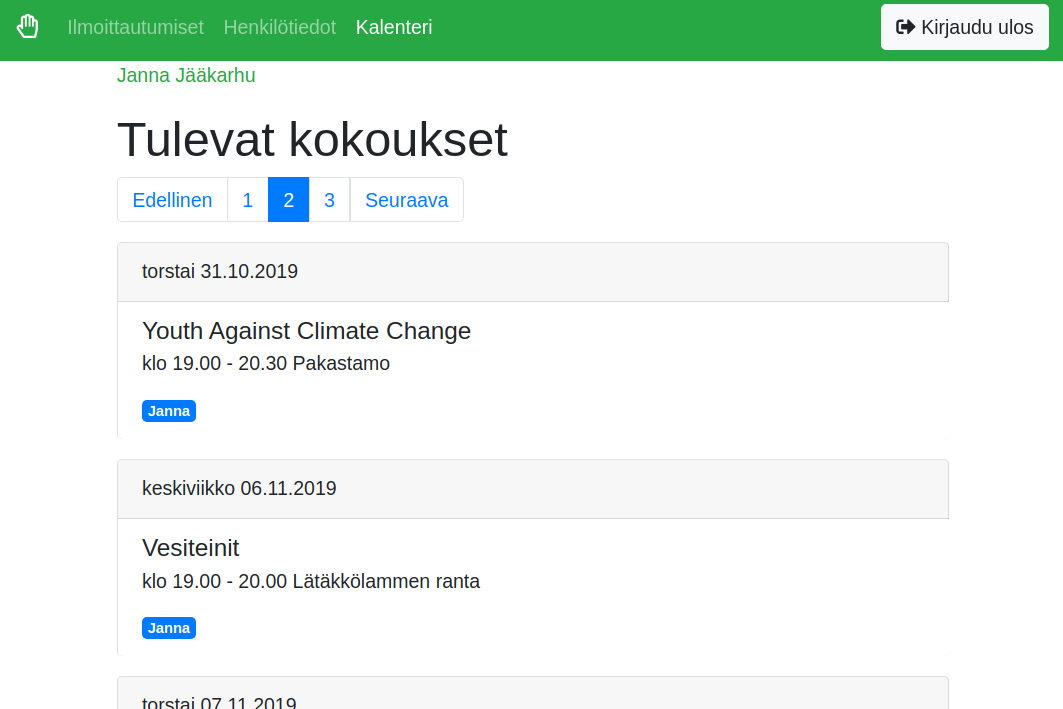 Ilmoittautumiset Henkilötiedot Kalenteri Kirjaudu ulos
Janna Jääkarhu
Tulevat kokoukset
Edellinen 1 2 3 Seuraava
torstai 31.10.2019
Youth Against Climate Change
klo 19.00 - 20.30 Pakastamo
Janna
keskiviikko 06.11.2019
Vesiteinit
klo 19.00 - 20.00 Lätäkkölammen ranta
Janna
torstai 07.11.2019